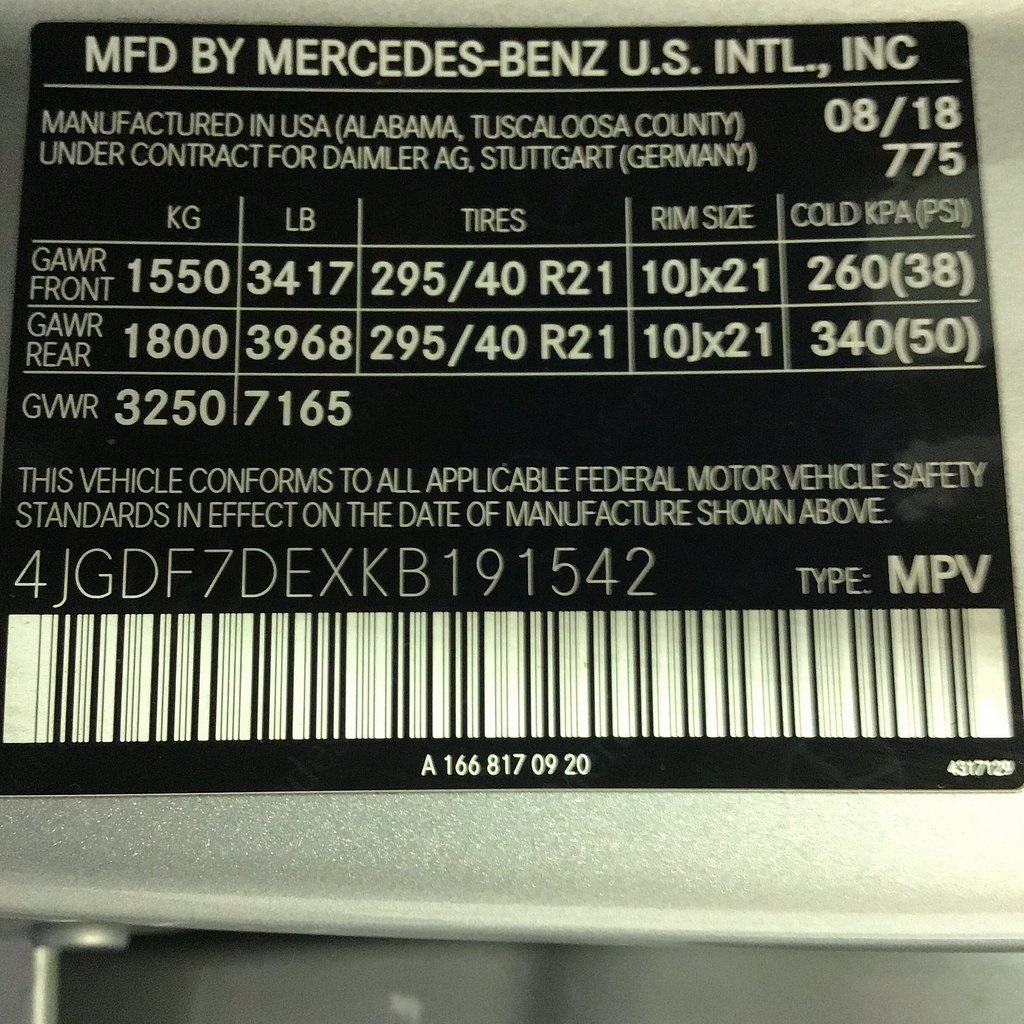 MFD BY MERCEDES-BENZ U.S. INTL., INC
MANUFACTURED IN USA (ALABAMA, TUSCALOOSA COUNTY) 08/18
UNDER CONTRACT FOR DAIMLER AG, STUTTGART (GERMANY) 775
KG LB TIRES RIM SIZE COLD KPA (PSI)
GAWR FRONT 1550 3417 295/40 R21 10Jx21 260(38)
GAWR REAR 1800 3968 295/40 R21 10Jx21 340(50)
GVWR 3250 7165
THIS VEHICLE CONFORMS TO ALL APPLICABLE FEDERAL MOTOR VEHICLE SAFETY
STANDARDS IN EFFECT ON THE DATE OF MANUFACTURE SHOWN ABOVE.
4JGDF7DEXKB191542 TYPE: MPV
A 166 817 09 20 4317129